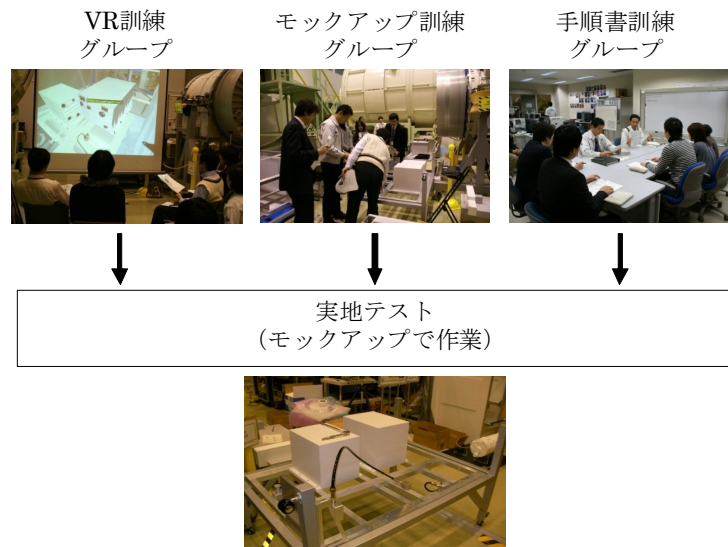 VR訓練
グループ
モックアップ訓練
グループ
手順書訓練
グループ
実地テスト
（モックアップで作業）